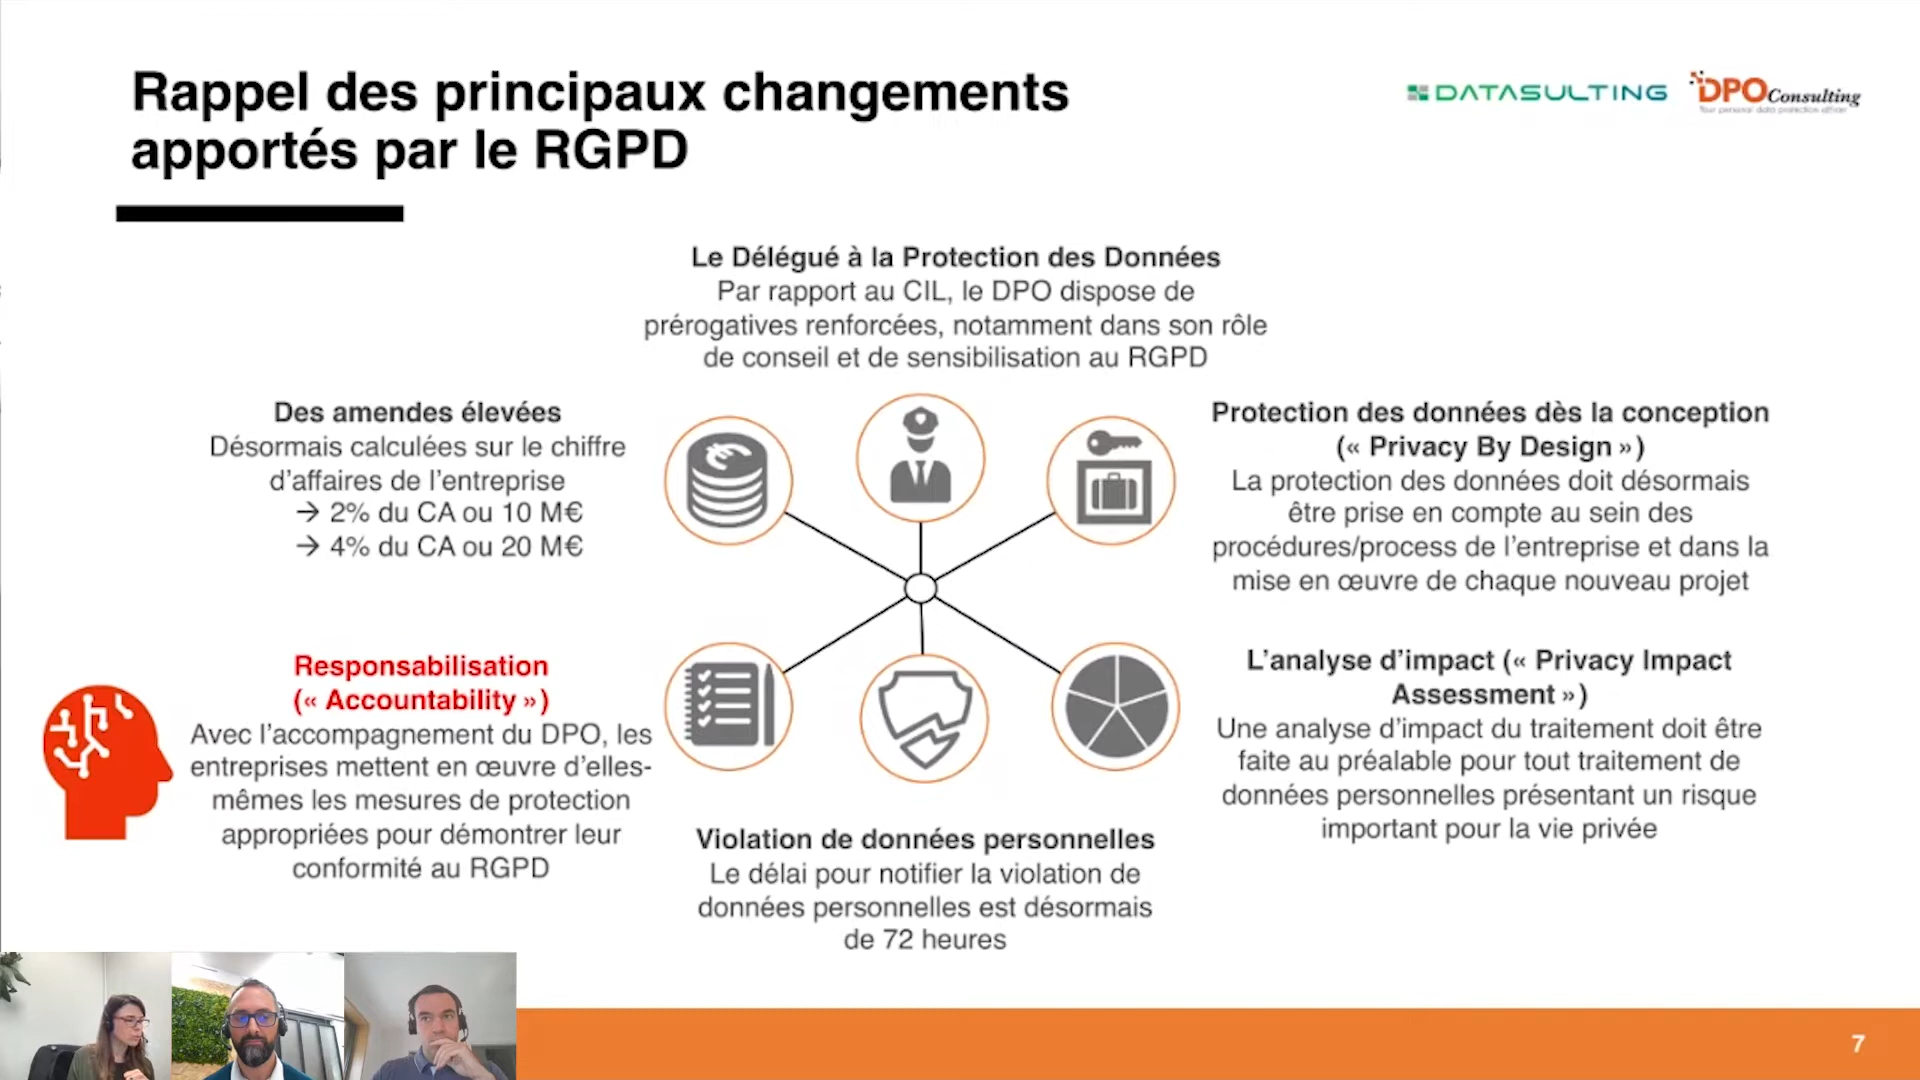 Rappel des principaux changements
apportés par le RGPD
DATASULTING
DPO Consulting
Your personal data protection officer
Le Délégué à la Protection des Données
Par rapport au CIL, le DPO dispose de
prérogatives renforcées, notamment dans son rôle
de conseil et de sensibilisation au RGPD
Des amendes élevées
Désormais calculées sur le chiffre
d’affaires de l’entreprise
→ 2% du CA ou 10 M€
→ 4% du CA ou 20 M€
Protection des données dès la conception
(« Privacy By Design »)
La protection des données doit désormais
être prise en compte au sein des
procédures/process de l’entreprise et dans la
mise en œuvre de chaque nouveau projet
Responsabilisation
(« Accountability »)
Avec l’accompagnement du DPO, les
entreprises mettent en œuvre d’elles-
mêmes les mesures de protection
appropriées pour démontrer leur
conformité au RGPD
L’analyse d’impact (« Privacy Impact
Assessment »)
Une analyse d’impact du traitement doit être
faite au préalable pour tout traitement de
données personnelles présentant un risque
important pour la vie privée
Violation de données personnelles
Le délai pour notifier la violation de
données personnelles est désormais
de 72 heures
7